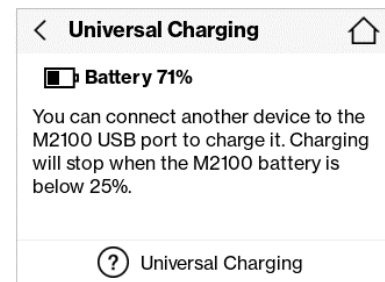 Universal Charging
Battery 71%
You can connect another device to the
M2100 USB port to charge it. Charging
will stop when the M2100 battery is
below 25%.
? Universal Charging